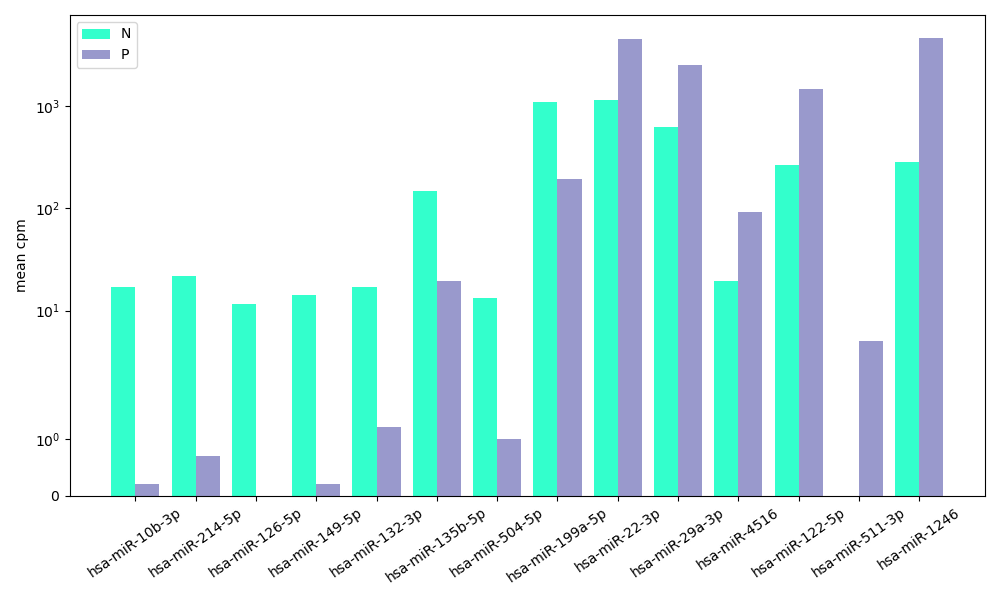 N
P
mean cpm
10³
10²
10¹
10⁰
0
hsa-miR-10b-3p
hsa-miR-214-5p
hsa-miR-126-5p
hsa-miR-149-5p
hsa-miR-132-3p
hsa-miR-135b-5p
hsa-miR-504-5p
hsa-miR-199a-5p
hsa-miR-22-3p
hsa-miR-29a-3p
hsa-miR-4516
hsa-miR-122-5p
hsa-miR-511-3p
hsa-miR-1246